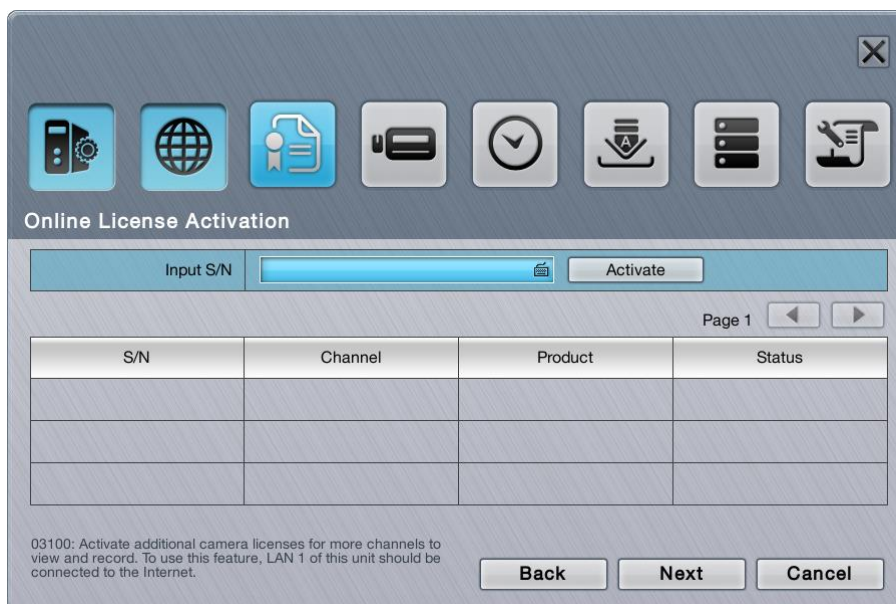 Online License Activation
Input S/N
Activate
Page 1
S/N Channel Product Status
03100: Activate additional camera licenses for more channels to
view and record. To use this feature, LAN 1 of this unit should be
connected to the Internet.
Back Next Cancel